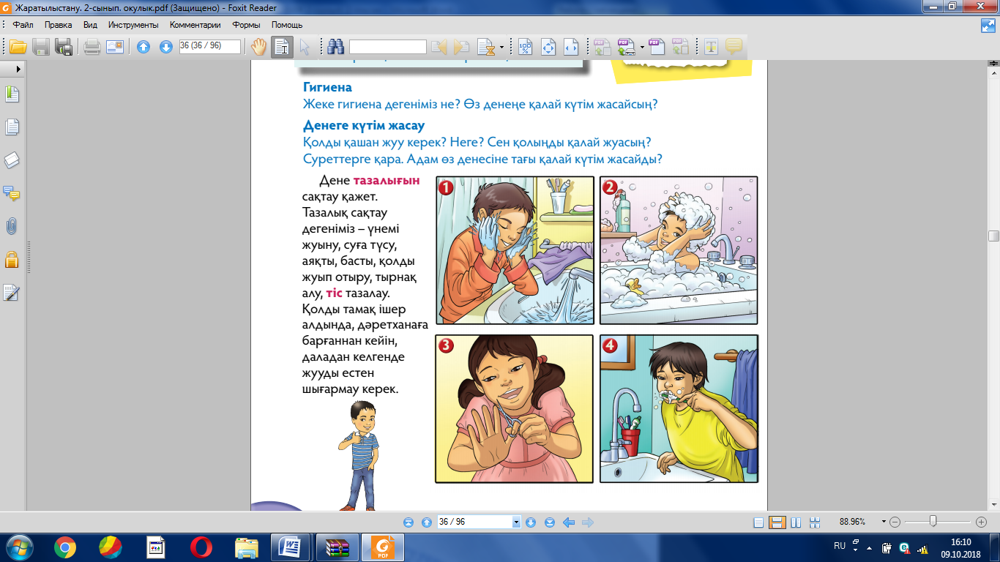 Жаратылыстану. 2-сынып. окулык.pdf (Защищено) - Foxit Reader
Файл Правка Вид Инструменты Комментарии Формы Помощь
36 (36 / 96)
Гигиена
Жеке гигиена дегеніміз не? Өз денеңе қалай күтім жасайсың?
Денеге күтім жасау
Қолды қашан жуу керек? Неге? Сен қолыңды қалай жуасың?
Суреттерге қара. Адам өз денесіне тағы қалай күтім жасайды?
Дене тазалығын
сақтау қажет.
Тазалық сақтау
дегеніміз – үнемі
жуыну, суға түсу,
аяқты, басты, қолды
жуып отыру, тырнақ
алу, тіс тазалау.
Қолды тамақ ішер
алдында, дәретханаға
барғаннан кейін,
даладан келгенде
жууды естен
шығармау керек.
1
2
3
4
36 / 96
88.96%
RU
16:10
09.10.2018